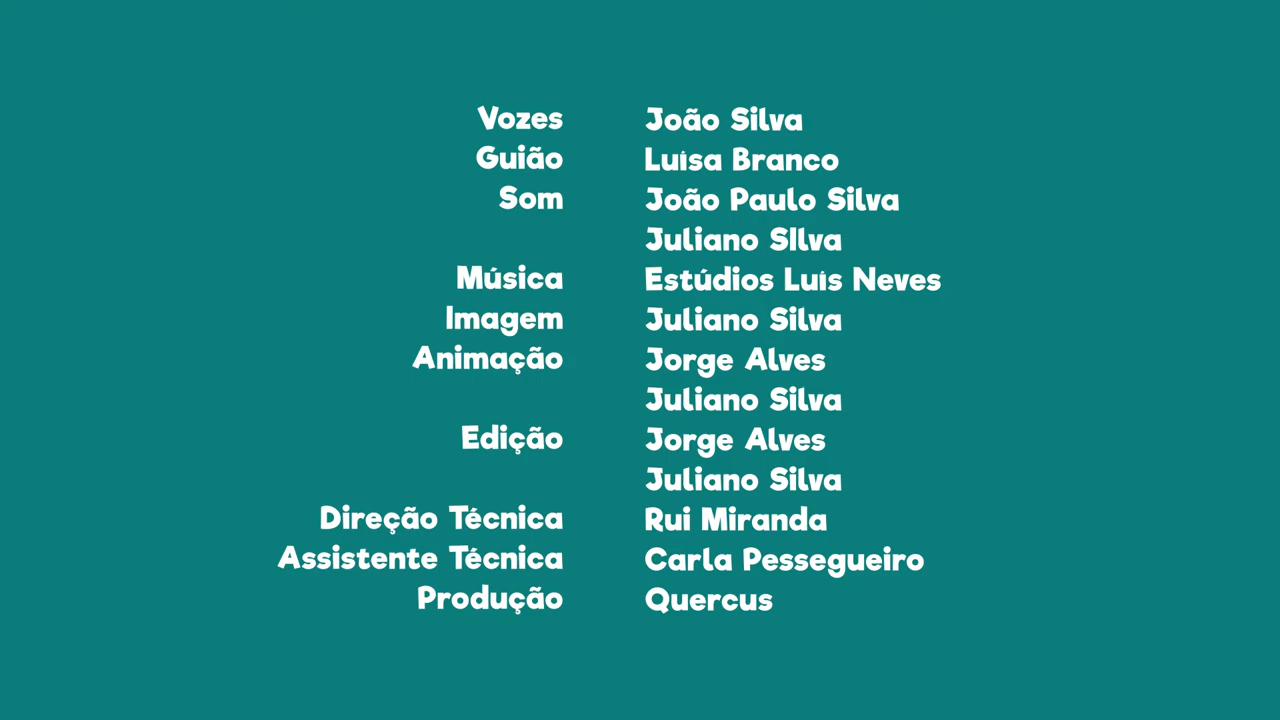 Vozes João Silva
Guião Luísa Branco
Som João Paulo Silva
Juliano SIlva
Música Estúdios Luís Neves
Imagem Juliano Silva
Animação Jorge Alves
Juliano Silva
Edição Jorge Alves
Juliano Silva
Direção Técnica Rui Miranda
Assistente Técnica Carla Pessegueiro
Produção Quercus